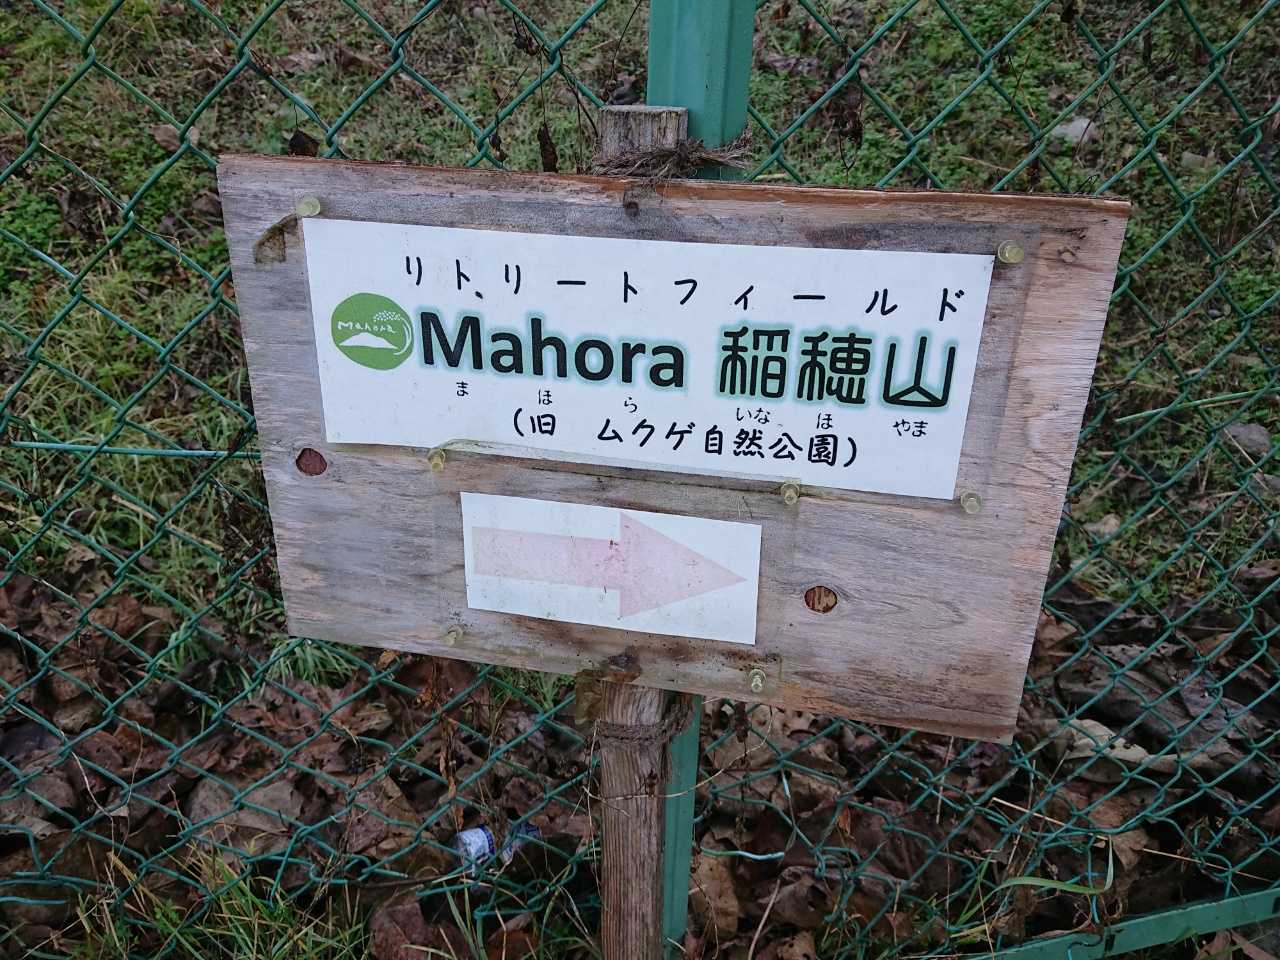 リトリートフィールド
Mahora
Mahora 稲穂山
まほら いなほやま
(旧 ムクゲ自然公園)